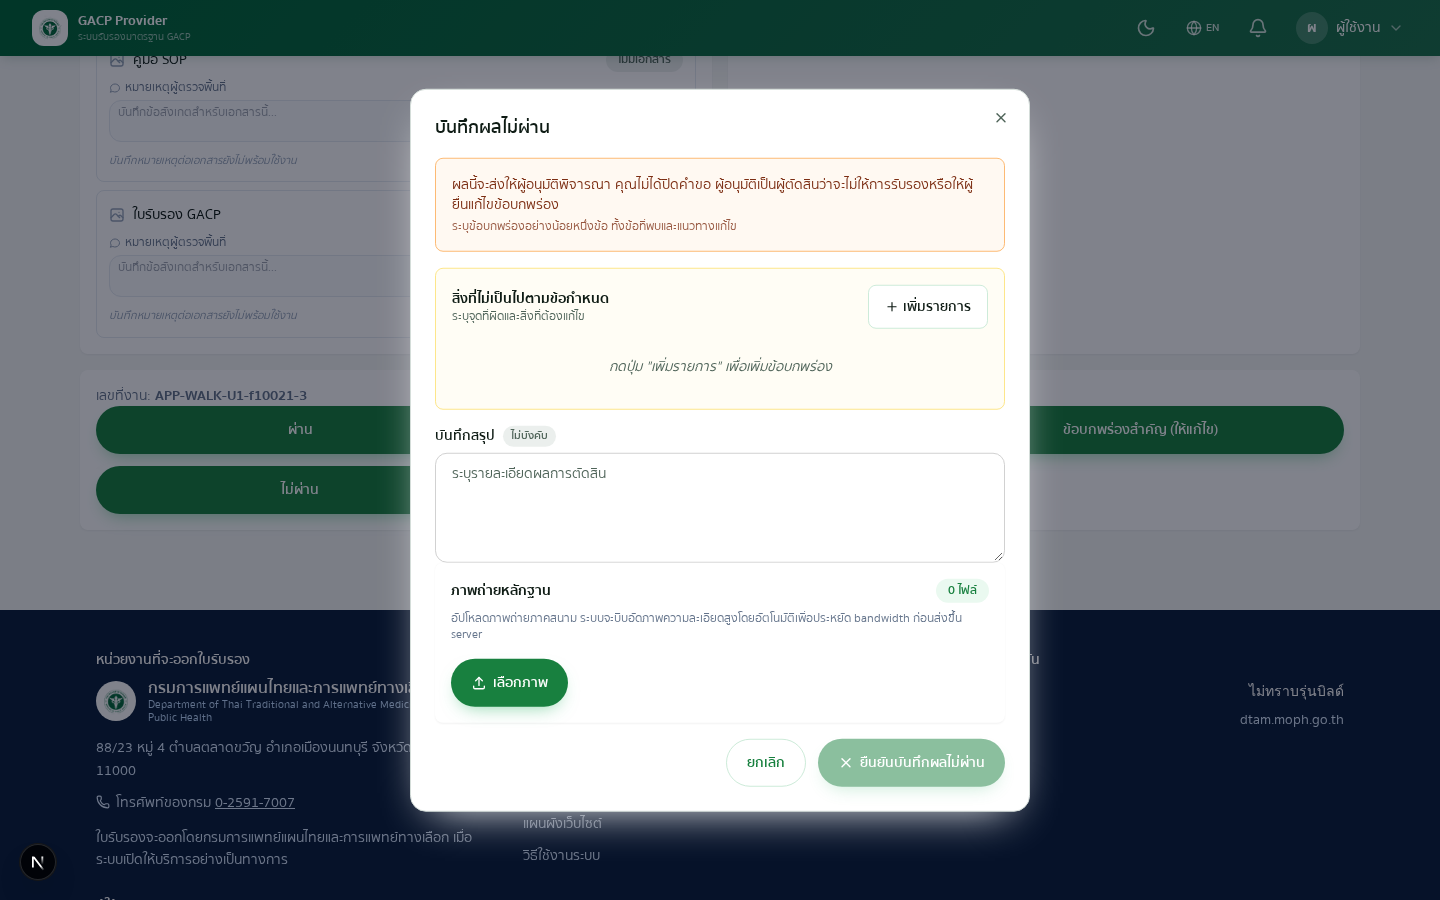 GACP Provider
ระบบรับรองมาตรฐาน GACP
EN
ผ
ผู้ใช้งาน
คู่มือ SOP
ไม่มีเอกสาร
หมายเหตุผู้ตรวจพื้นที่
บันทึกข้อสังเกตสำหรับเอกสารนี้...
บันทึกหมายเหตุต่อเอกสารยังไม่พร้อมใช้งาน
ใบรับรอง GACP
หมายเหตุผู้ตรวจพื้นที่
บันทึกข้อสังเกตสำหรับเอกสารนี้...
บันทึกหมายเหตุต่อเอกสารยังไม่พร้อมใช้งาน
เลขที่งาน: APP-WALK-U1-f10021-3
ผ่าน
ข้อบกพร่องสำคัญ (ให้แก้ไข)
ไม่ผ่าน
บันทึกผลไม่ผ่าน
ผลนี้จะส่งให้ผู้อนุมัติพิจารณา คุณไม่ได้ปิดคำขอ ผู้อนุมัติเป็นผู้ตัดสินว่าจะไม่ให้การรับรองหรือให้ผู้
ยื่นแก้ไขข้อบกพร่อง
ระบุข้อบกพร่องอย่างน้อยหนึ่งข้อ ทั้งข้อที่พบและแนวทางแก้ไข
สิ่งที่ไม่เป็นไปตามข้อกำหนด
ระบุจุดที่ผิดและสิ่งที่ต้องแก้ไข
เพิ่มรายการ
กดปุ่ม "เพิ่มรายการ" เพื่อเพิ่มข้อบกพร่อง
บันทึกสรุป ไม่บังคับ
ระบุรายละเอียดผลการตัดสิน
ภาพถ่ายหลักฐาน
0 ไฟล์
อัปโหลดภาพถ่ายภาคสนาม ระบบจะบีบอัดภาพความละเอียดสูงโดยอัตโนมัติเพื่อประหยัด bandwidth ก่อนส่งขึ้น
server
เลือกภาพ
ยกเลิก
ยืนยันบันทึกผลไม่ผ่าน
หน่วยงานที่จะออกใบรับรอง
กรมการแพทย์แผนไทยและการแพทย์ทางเ
Department of Thai Traditional and Alternative Medic
Public Health
88/23 หมู่ 4 ตำบลตลาดขวัญ อำเภอเมืองนนทบุรี จังหวัด
11000
โทรศัพท์ของกรม 0-2591-7007
ใบรับรองจะออกโดยกรมการแพทย์แผนไทยและการแพทย์ทางเลือก เมื่อ
ระบบเปิดให้บริการอย่างเป็นทางการ
แผนผังเว็บไซต์
วิธีใช้งานระบบ
ไม่ทราบรุ่นบิลด์
dtam.moph.go.th